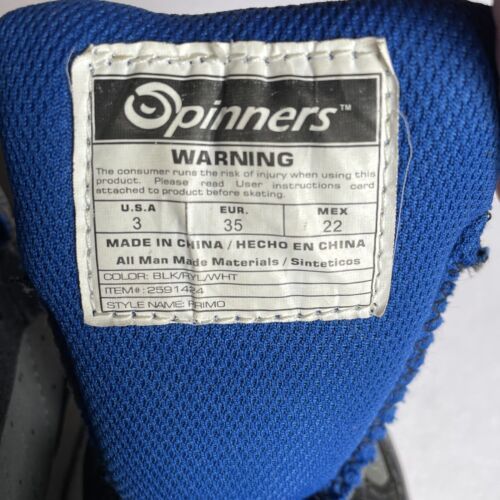 Spinners™
WARNING
The consumer runs the risk of injury when using this
product. Please read User instructions card
attached to product before skating.
U.S.A EUR. MEX
3 35 22
MADE IN CHINA / HECHO EN CHINA
All Man Made Materials / Sinteticos
COLOR: BLK/RYL/WHT
ITEM#: 2591424
STYLE NAME: PRIMO